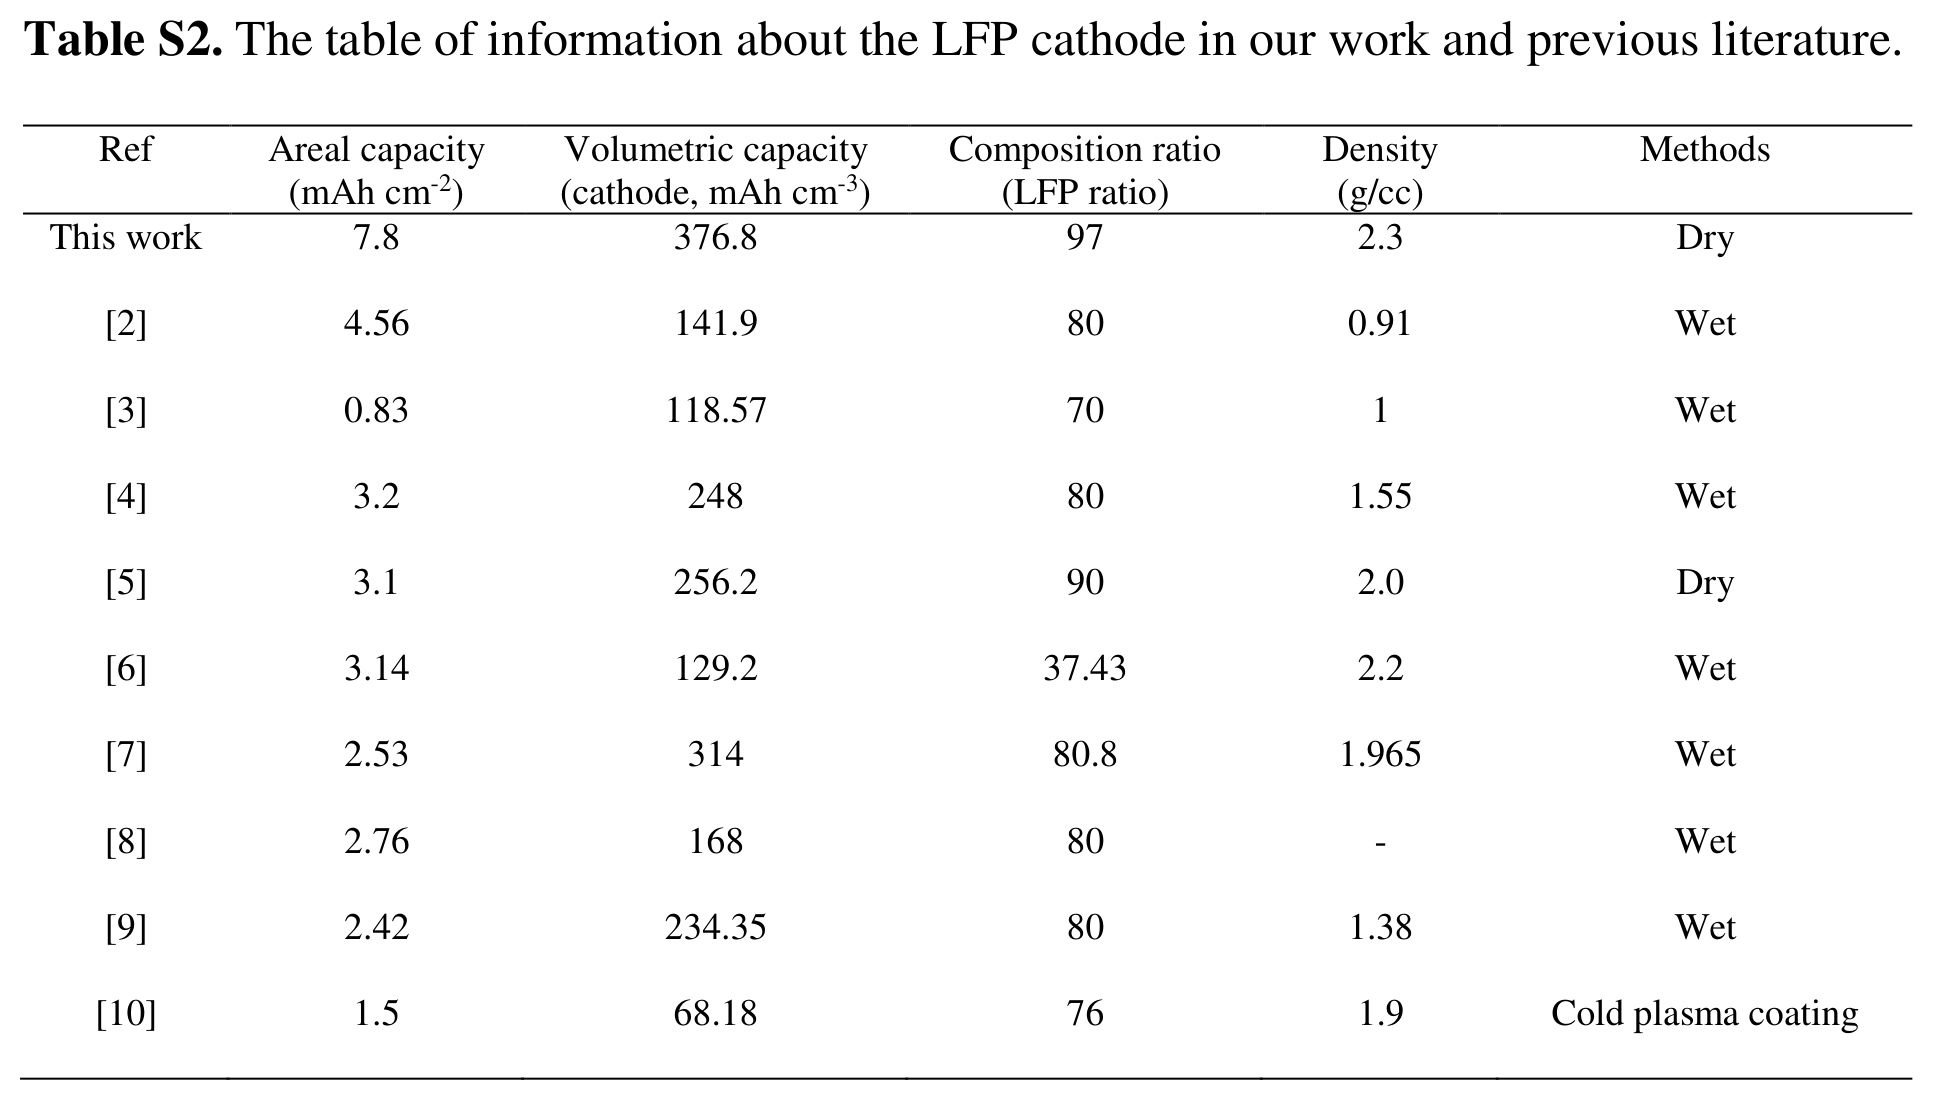 Table S2. The table of information about the LFP cathode in our work and previous literature.
Ref Areal capacity (mAh cm-2) Volumetric capacity (cathode, mAh cm-3) Composition ratio (LFP ratio) Density (g/cc) Methods
This work 7.8 376.8 97 2.3 Dry
[2] 4.56 141.9 80 0.91 Wet
[3] 0.83 118.57 70 1 Wet
[4] 3.2 248 80 1.55 Wet
[5] 3.1 256.2 90 2.0 Dry
[6] 3.14 129.2 37.43 2.2 Wet
[7] 2.53 314 80.8 1.965 Wet
[8] 2.76 168 80 - Wet
[9] 2.42 234.35 80 1.38 Wet
[10] 1.5 68.18 76 1.9 Cold plasma coating